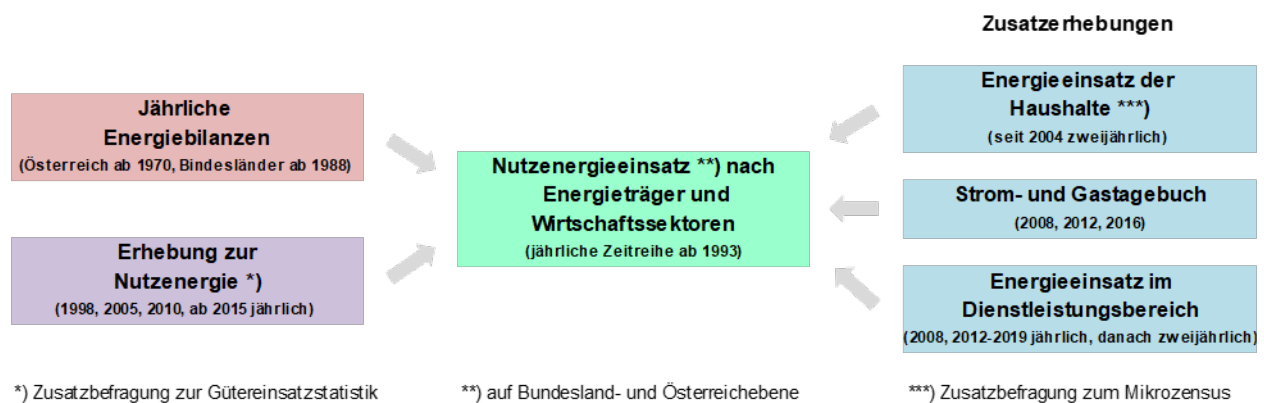 Zusatzerhebungen
Jährliche
Energiebilanzen
(Österreich ab 1970, Bindesländer ab 1988)
Erhebung zur
Nutzenergie *)
(1998, 2005, 2010, ab 2015 jährlich)
Nutzenergieeinsatz **) nach
Energieträger und
Wirtschaftssektoren
(jährliche Zeitreihe ab 1993)
Energieeinsatz der
Haushalte ***)
(seit 2004 zweijährlich)
Strom- und Gastagebuch
(2008, 2012, 2016)
Energieeinsatz im
Dienstleistungsbereich
(2008, 2012-2019 jährlich, danach zweijährlich)
*) Zusatzbefragung zur Gütereinsatzstatistik
**) auf Bundesland- und Österreichebene
***) Zusatzbefragung zum Mikrozensus